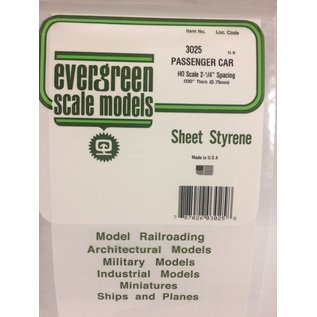 Item No. Loc. Code
3025
PASSENGER CAR
HO Scale 2-1/4" Spacing
.030" Thick (0.75mm)
evergreen
scale models
Sheet Styrene
Made in U.S.A
Model Railroading
Architectural Models
Military Models
Industrial Models
Miniatures
Ships and Planes